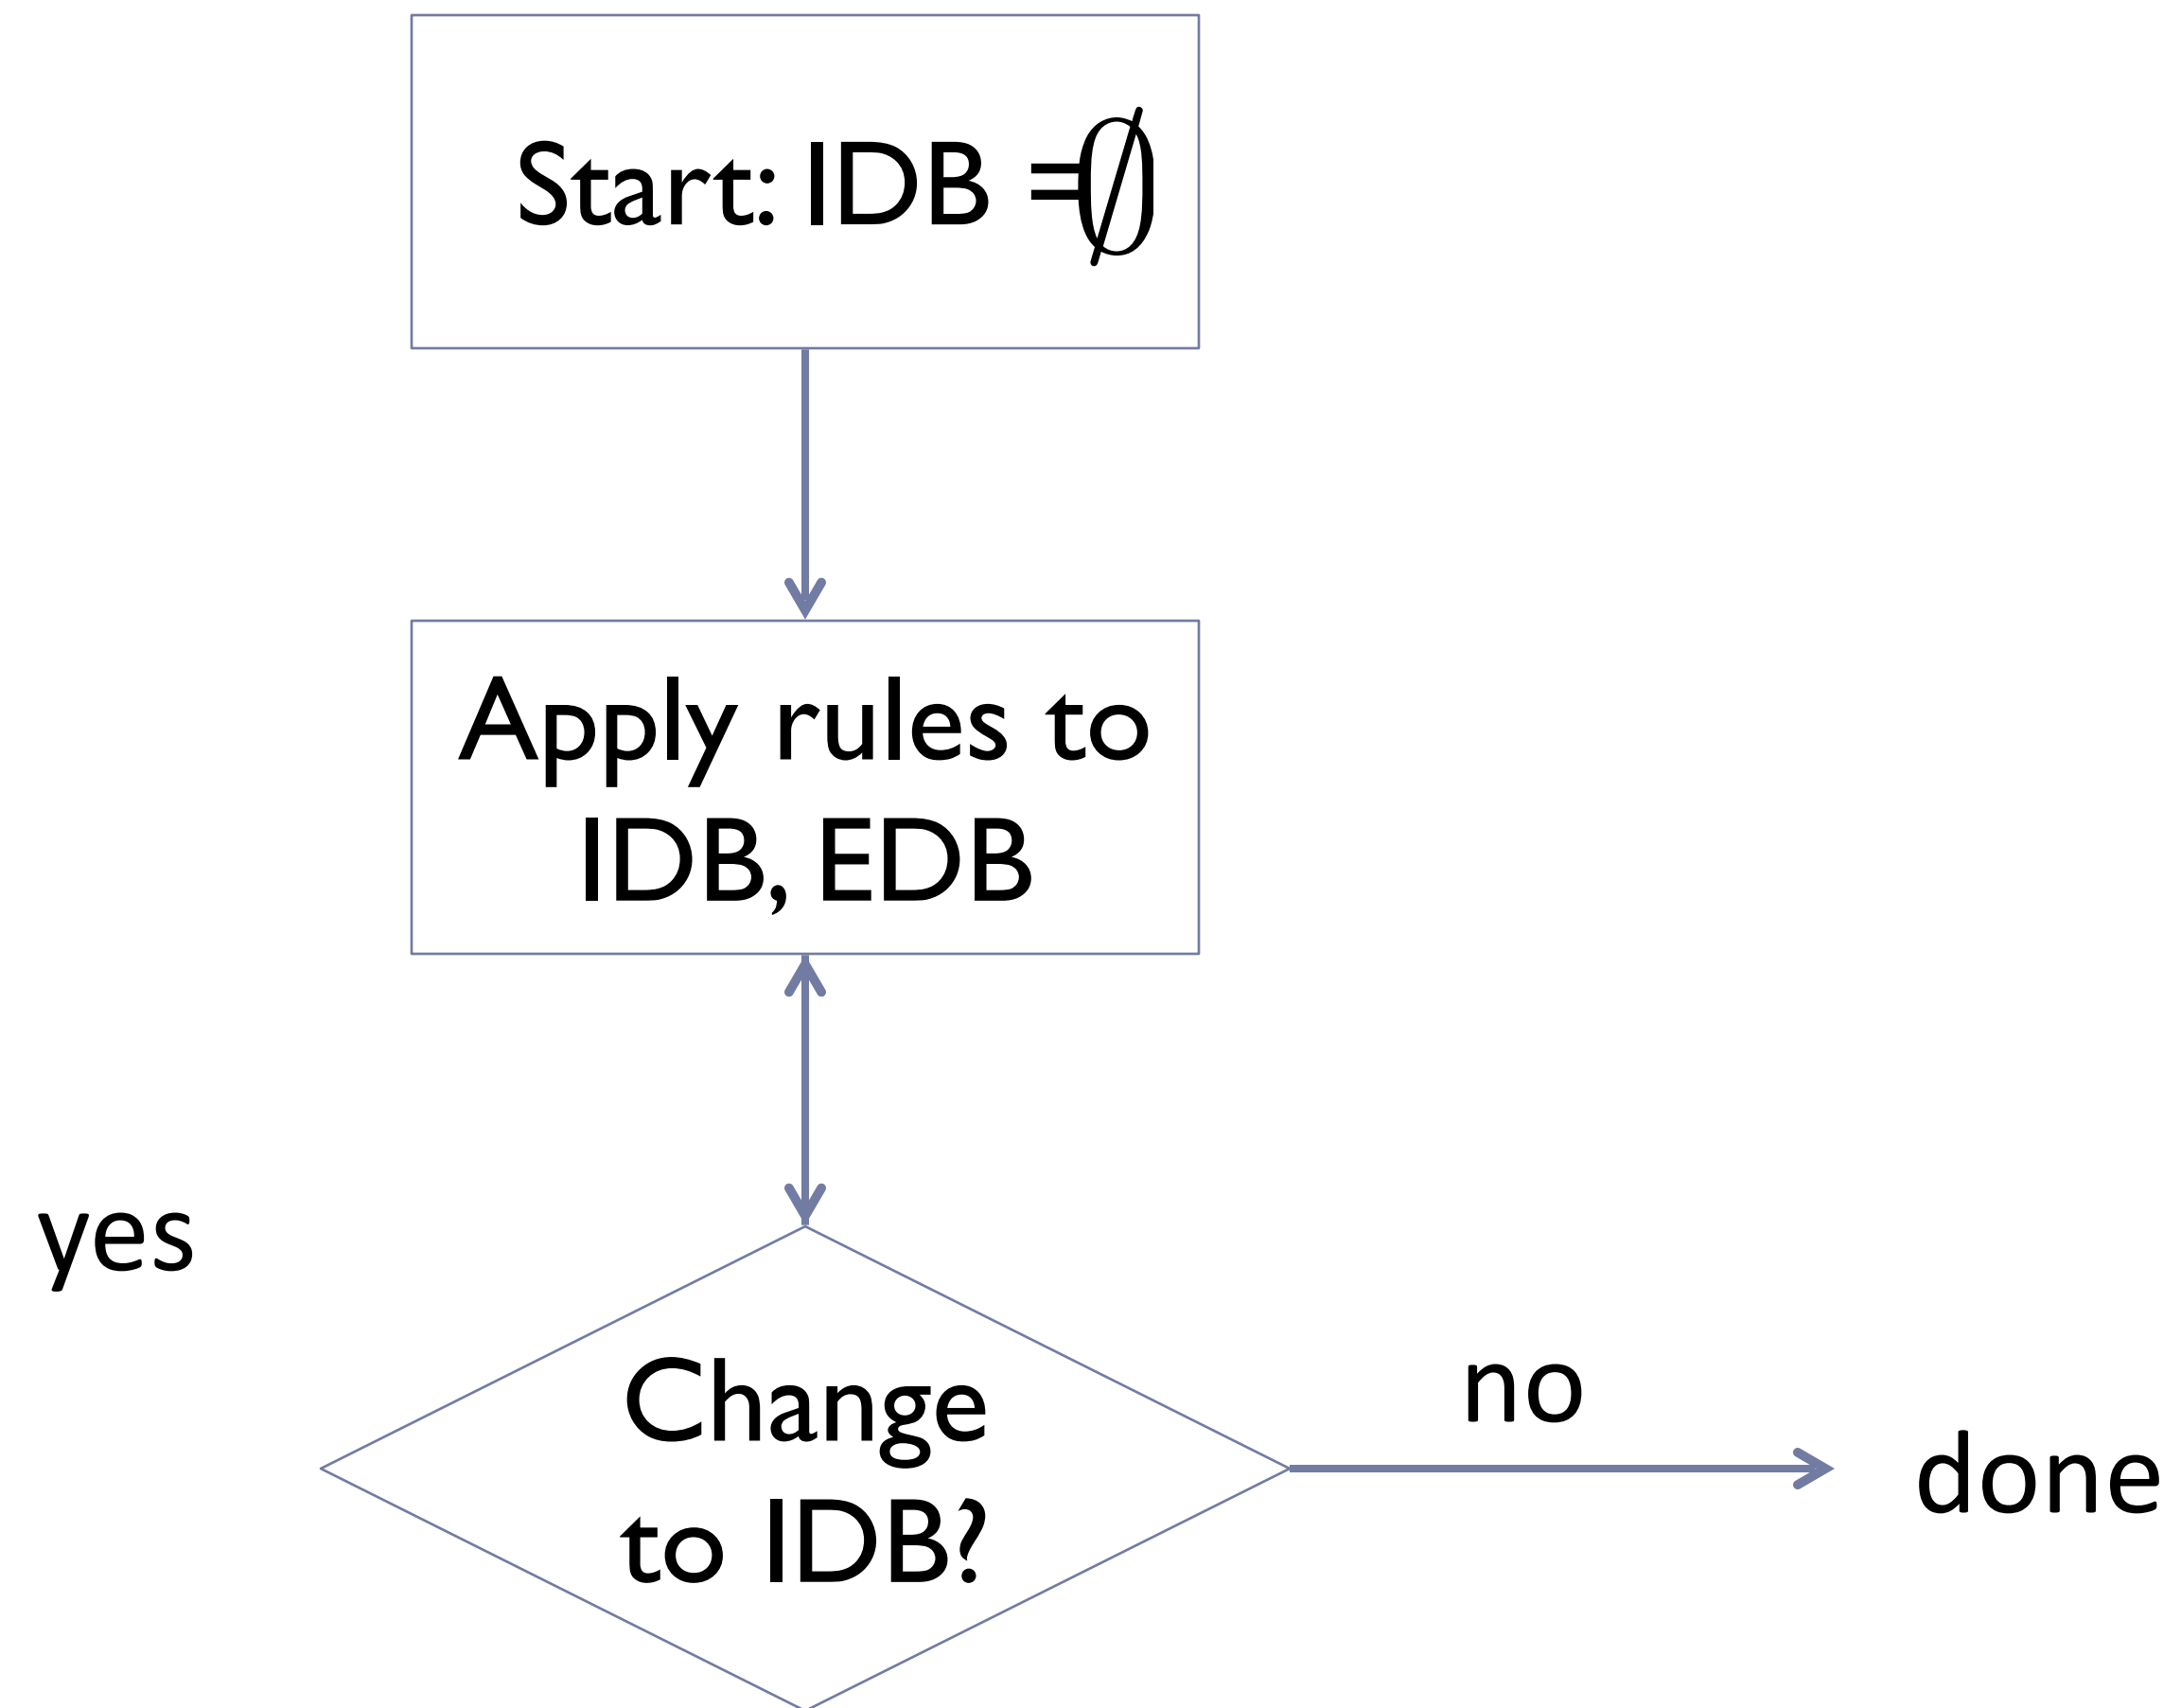 Start: IDB =∅
Apply rules to
IDB, EDB
yes
Change
to IDB?
no
done